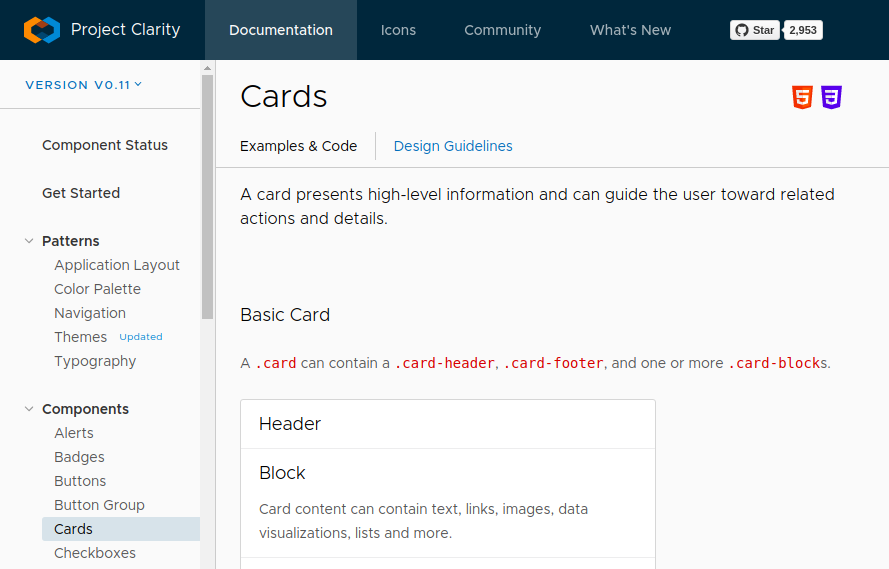 Project Clarity
Documentation
Icons
Community
What's New
Star
2,953
VERSION V0.11
Component Status
Get Started
Patterns
Application Layout
Color Palette
Navigation
Themes Updated
Typography
Components
Alerts
Badges
Buttons
Button Group
Cards
Checkboxes
Cards
Examples & Code
Design Guidelines
A card presents high-level information and can guide the user toward related
actions and details.
Basic Card
A .card can contain a .card-header, .card-footer, and one or more .card-blocks.
Header
Block
Card content can contain text, links, images, data
visualizations, lists and more.